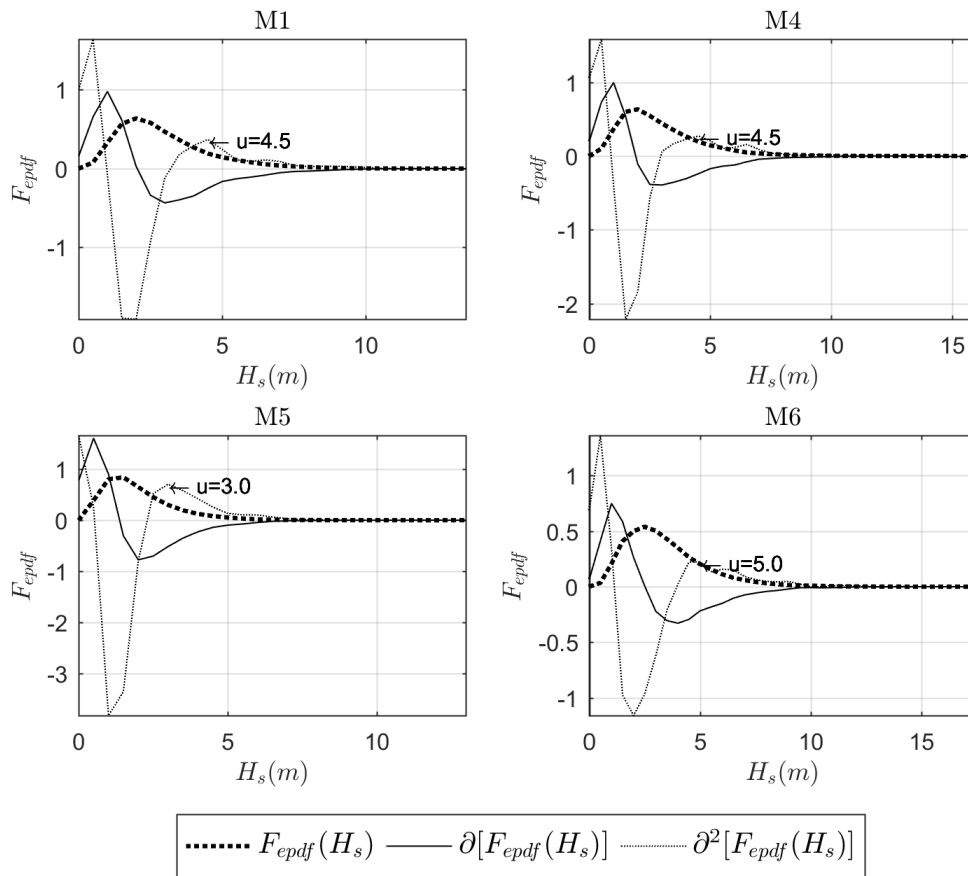 M1
1
0
-1
F_epdf
u=4.5
0 5 10
H_s(m)
M4
1
0
-1
-2
F_epdf
u=4.5
0 5 10 15
H_s(m)
M5
1
0
-1
-2
-3
F_epdf
u=3.0
0 5 10
H_s(m)
M6
1
0.5
0
-0.5
-1
F_epdf
u=5.0
0 5 10 15
H_s(m)
F_epdf(H_s) ∂[F_epdf(H_s)] ∂²[F_epdf(H_s)]